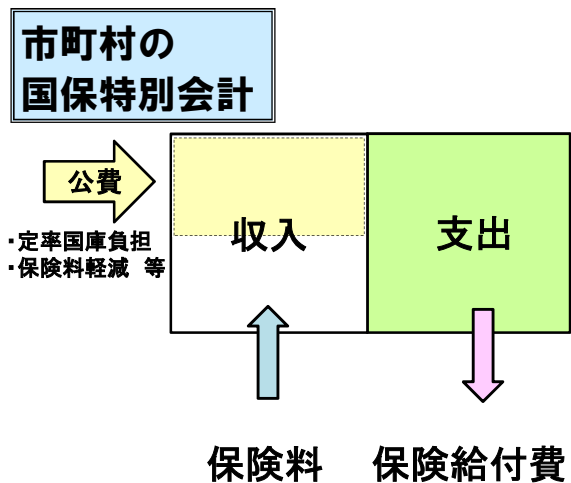 市町村の
国保特別会計
公費
・定率国庫負担
・保険料軽減 等
収入
支出
保険料
保険給付費